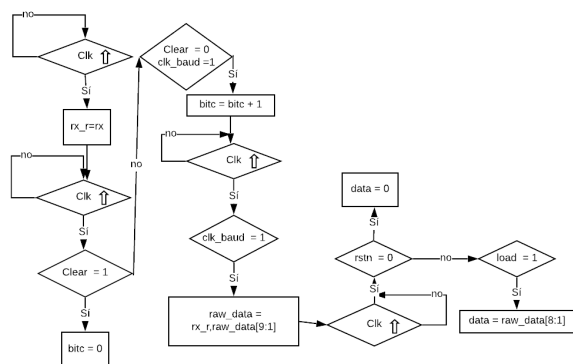 no
Clk
Sí
rx_r=rx
no
Clk
Sí
Clear = 1
Sí
bitc = 0
no
Clear = 0
clk_baud =1
Sí
bitc = bitc + 1
no
Clk
Sí
clk_baud = 1
Sí
raw_data =
rx_r,raw_data[9:1]
Clk
no
Sí
rstn = 0
Sí
data = 0
no
load = 1
Sí
data = raw_data[8:1]